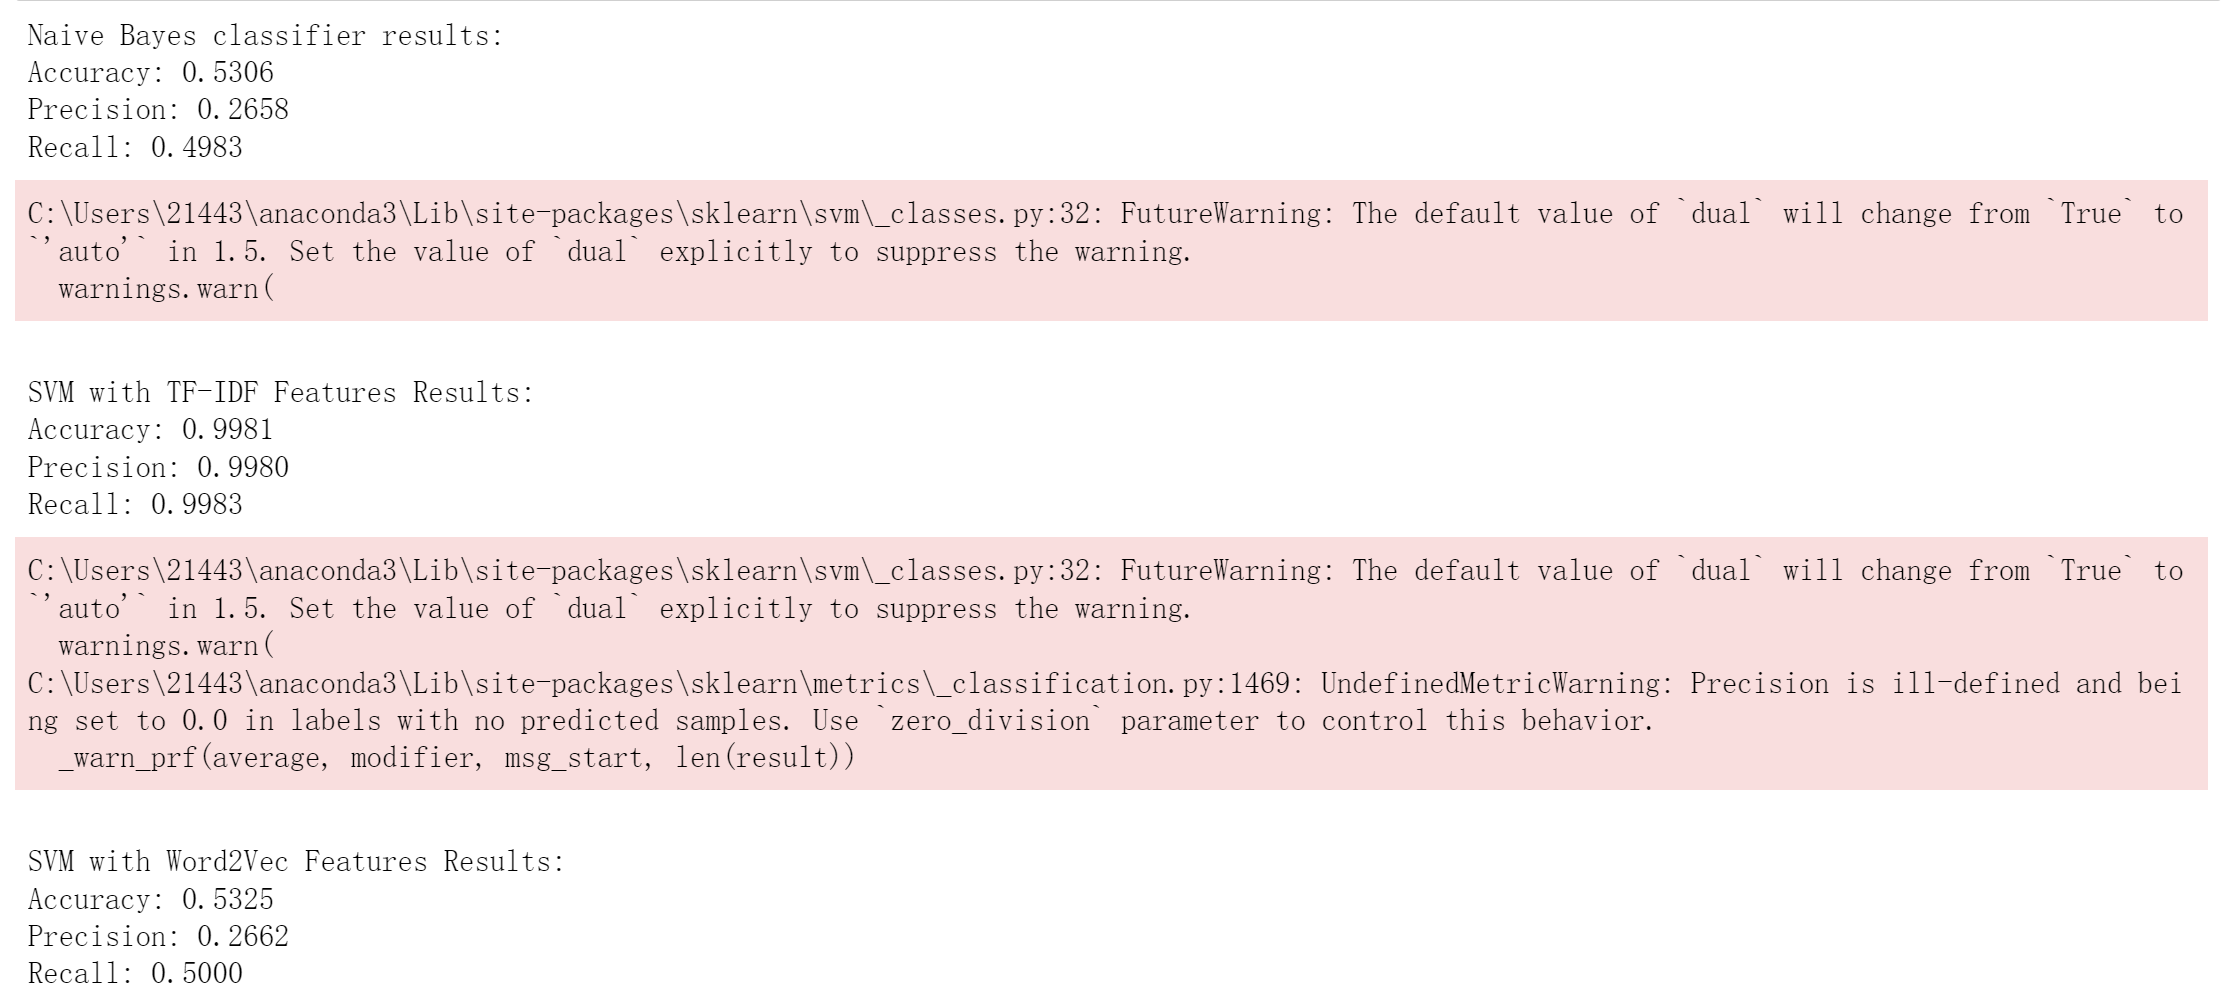 Naive Bayes classifier results:
Accuracy: 0.5306
Precision: 0.2658
Recall: 0.4983
C:\Users\21443\anaconda3\Lib\site-packages\sklearn\svm\_classes.py:32: FutureWarning: The default value of `dual` will change from `True` to
`'auto'` in 1.5. Set the value of `dual` explicitly to suppress the warning.
  warnings.warn(
SVM with TF-IDF Features Results:
Accuracy: 0.9981
Precision: 0.9980
Recall: 0.9983
C:\Users\21443\anaconda3\Lib\site-packages\sklearn\svm\_classes.py:32: FutureWarning: The default value of `dual` will change from `True` to
`'auto'` in 1.5. Set the value of `dual` explicitly to suppress the warning.
  warnings.warn(
C:\Users\21443\anaconda3\Lib\site-packages\sklearn\metrics\_classification.py:1469: UndefinedMetricWarning: Precision is ill-defined and bei
ng set to 0.0 in labels with no predicted samples. Use `zero_division` parameter to control this behavior.
  _warn_prf(average, modifier, msg_start, len(result))
SVM with Word2Vec Features Results:
Accuracy: 0.5325
Precision: 0.2662
Recall: 0.5000